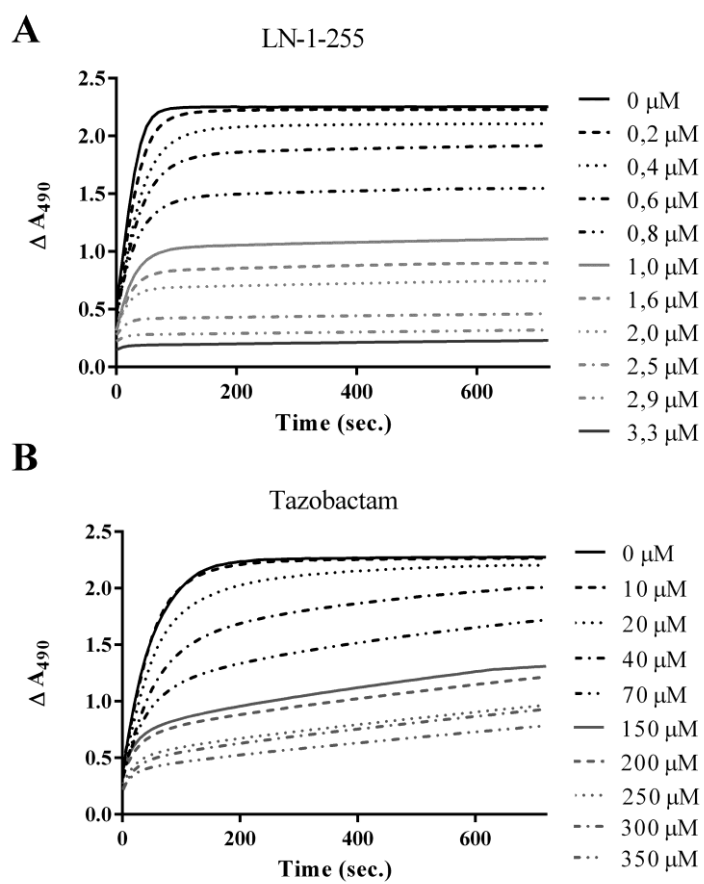 A
LN-1-255
2.5
2.0
1.5
1.0
0.5
0.0
Δ A490
0
200
400
600
Time (sec.)
0 μM
0,2 μM
0,4 μM
0,6 μM
0,8 μM
1,0 μM
1,6 μM
2,0 μM
2,5 μM
2,9 μM
3,3 μM
B
Tazobactam
2.5
2.0
1.5
1.0
0.5
0.0
Δ A490
0
200
400
600
Time (sec.)
0 μM
10 μM
20 μM
40 μM
70 μM
150 μM
200 μM
250 μM
300 μM
350 μM